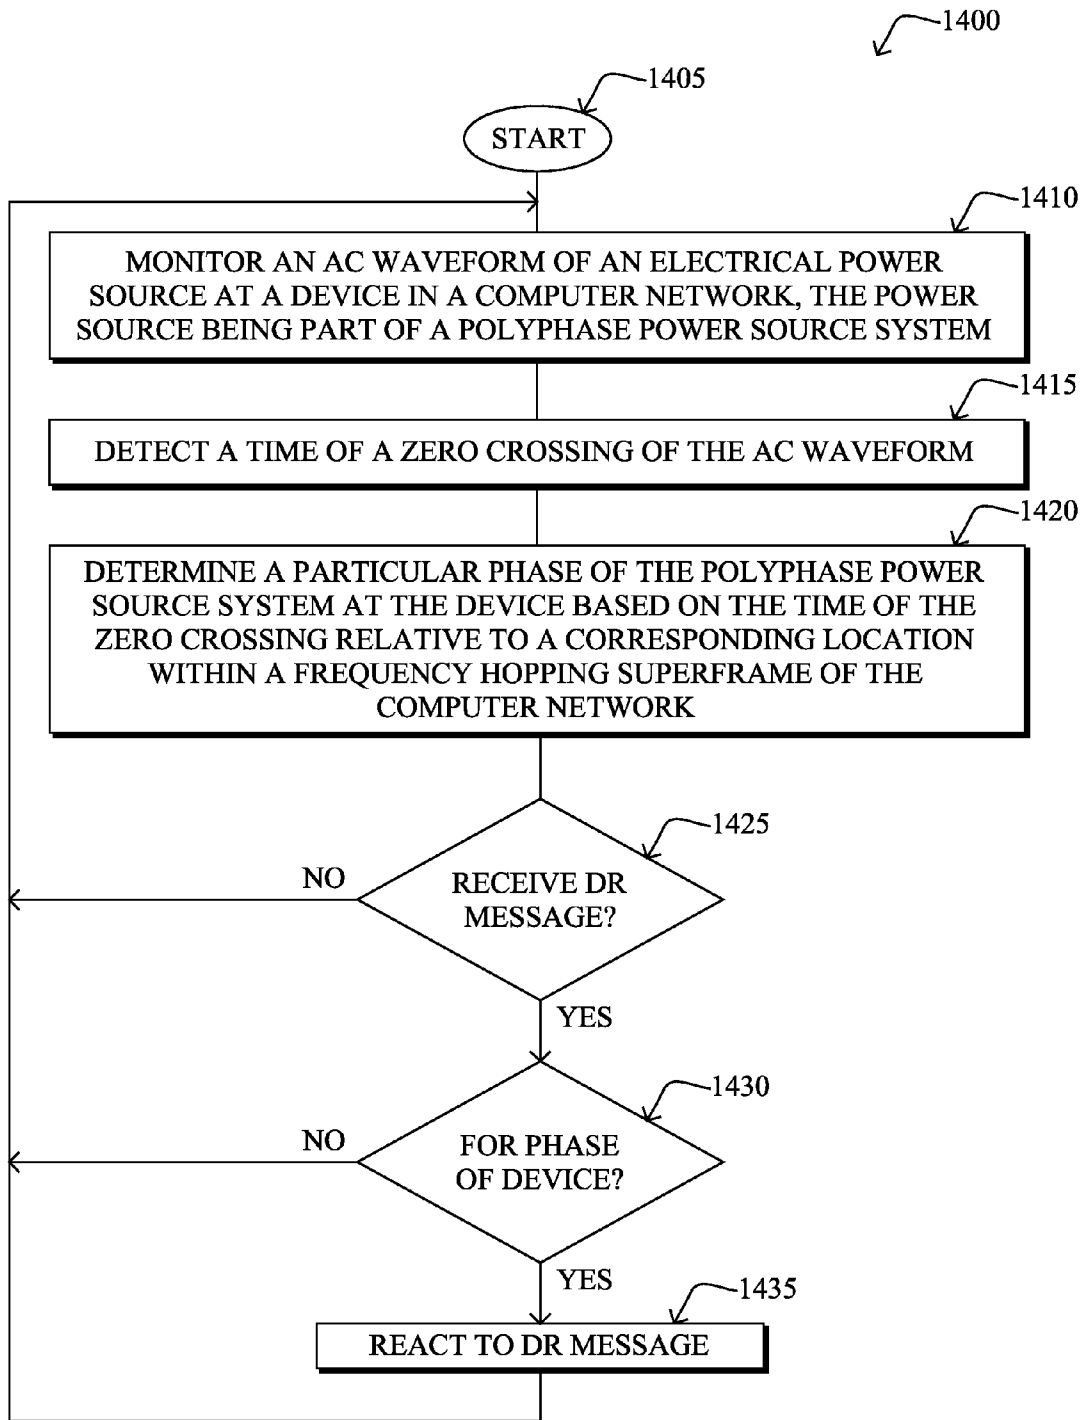 1400
1405
START
1410
MONITOR AN AC WAVEFORM OF AN ELECTRICAL POWER
SOURCE AT A DEVICE IN A COMPUTER NETWORK, THE POWER
SOURCE BEING PART OF A POLYPHASE POWER SOURCE SYSTEM
1415
DETECT A TIME OF A ZERO CROSSING OF THE AC WAVEFORM
1420
DETERMINE A PARTICULAR PHASE OF THE POLYPHASE POWER
SOURCE SYSTEM AT THE DEVICE BASED ON THE TIME OF THE
ZERO CROSSING RELATIVE TO A CORRESPONDING LOCATION
WITHIN A FREQUENCY HOPPING SUPERFRAME OF THE
COMPUTER NETWORK
1425
NO
RECEIVE DR
MESSAGE?
YES
1430
NO
FOR PHASE
OF DEVICE?
YES
1435
REACT TO DR MESSAGE